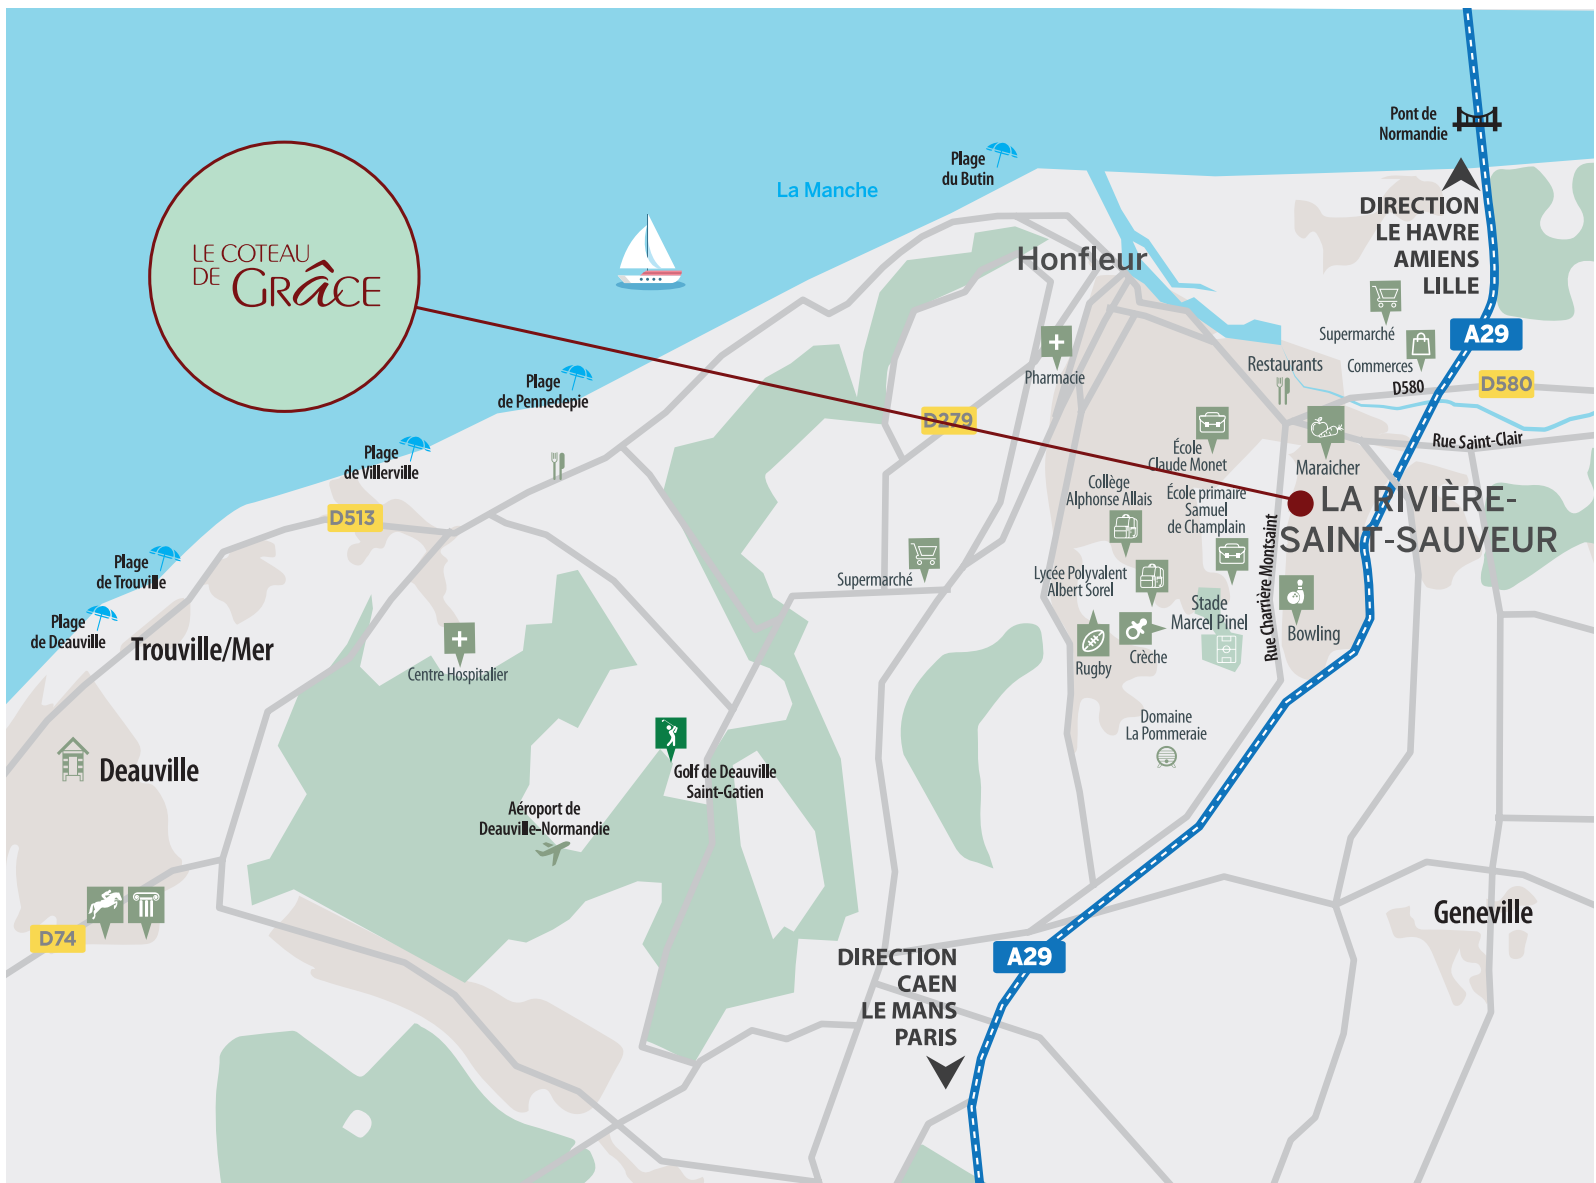 Pont de
Normandie
DIRECTION
LE HAVRE
AMIENS
LILLE
Plage
du Butin
La Manche
LE COTEAU
DE GRÂCE
Honfleur
Supermarché
A29
Commerces
Pharmacie
Restaurants
D580
D580
Plage
de Pennedepie
D279
Rue Saint-Clair
Plage
de Villerville
École
Claude Monet
Maraicher
Collège
Alphonse Allais
École primaire
Samuel
de Champlain
LA RIVIÈRE-
SAINT-SAUVEUR
D513
Rue Charrière Montsaint
Plage
de Trouville
Supermarché
Lycée Polyvalent
Albert Sorel
Stade
Marcel Pinel
Plage
de Deauville
Trouville/Mer
Bowling
Crèche
Rugby
Centre Hospitalier
Domaine
La Pommeraie
Deauville
Golf de Deauville
Saint-Gatien
Aéroport de
Deauville-Normandie
Geneville
D74
A29
DIRECTION
CAEN
LE MANS
PARIS